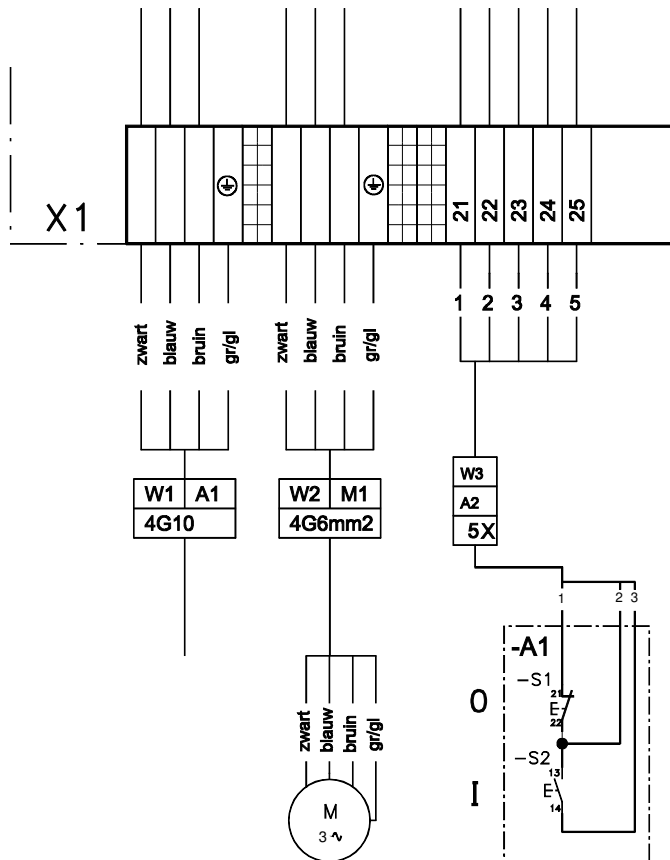 X1
21 22 23 24 25
1 2 3 4 5
zwart blauw bruin gr/gl zwart blauw bruin gr/gl
W1 A1
4G10
W2 M1
4G6mm2
W3
A2
5X
1 2 3
-A1
-S1
21
O E
22
-S2
13
I E
14
zwart blauw bruin gr/gl
M
3 ∿